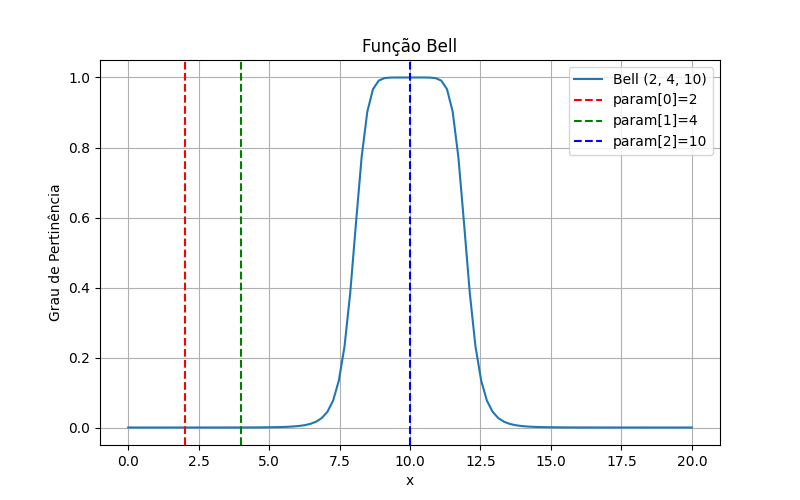 Função Bell
Grau de Pertinência
1.0
0.8
0.6
0.4
0.2
0.0
Bell (2, 4, 10)
param[0]=2
param[1]=4
param[2]=10
0.0 2.5 5.0 7.5 10.0 12.5 15.0 17.5 20.0
x